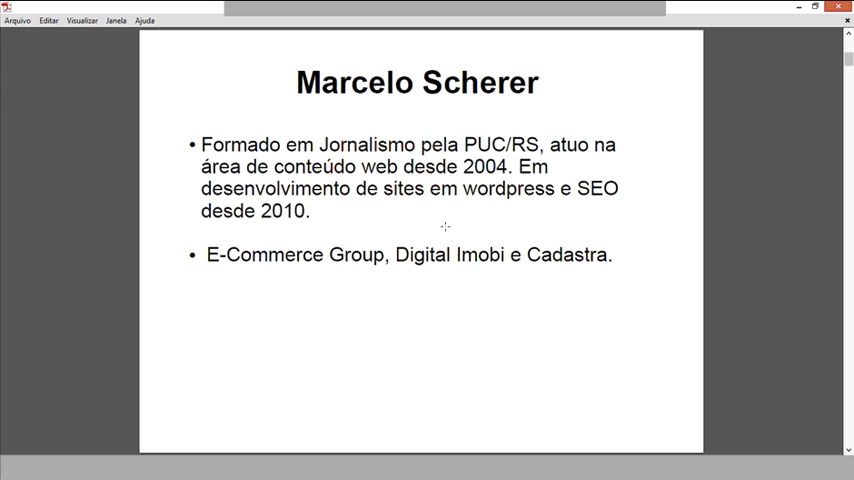 Arquivo Editar Visualizar Janela Ajuda
Marcelo Scherer
• Formado em Jornalismo pela PUC/RS, atuo na
área de conteúdo web desde 2004. Em
desenvolvimento de sites em wordpress e SEO
desde 2010.
• E-Commerce Group, Digital Imobi e Cadastra.